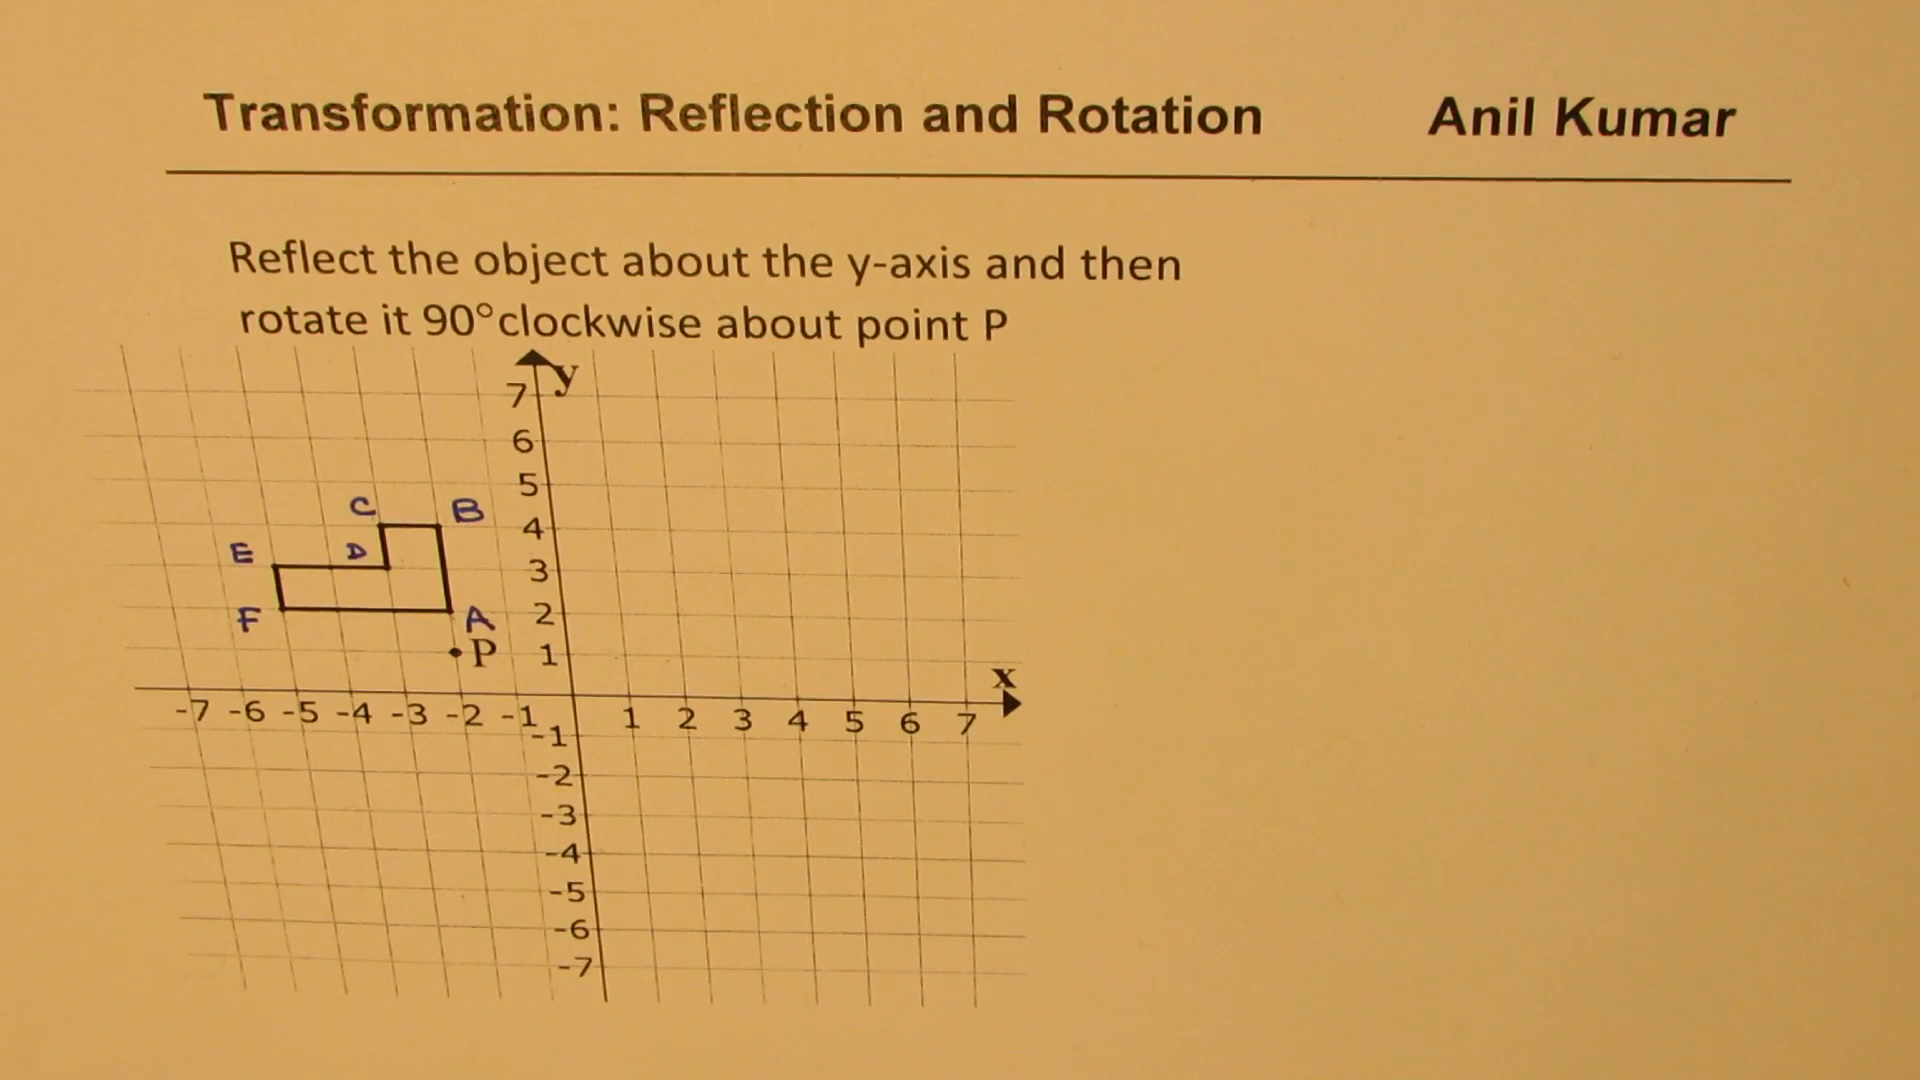 Transformation: Reflection and Rotation Anil Kumar
Reflect the object about the y-axis and then
rotate it 90° clockwise about point P
y
7
6
5
C B
4
E D
3
F A
2
P
1
x
-7 -6 -5 -4 -3 -2 -1 1 2 3 4 5 6 7
-1
-2
-3
-4
-5
-6
-7